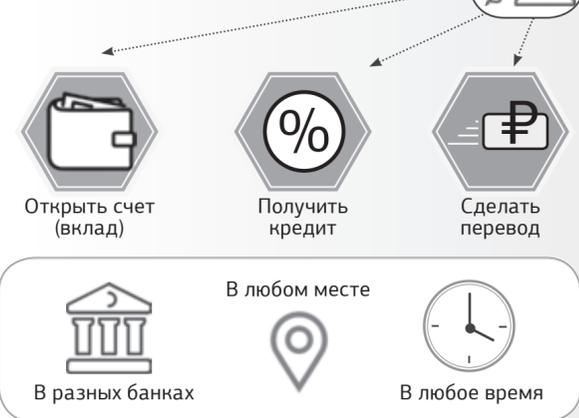 Открыть счет
(вклад)
Получить
кредит
Сделать
перевод
%
₽
В любом месте
В разных банках
В любое время